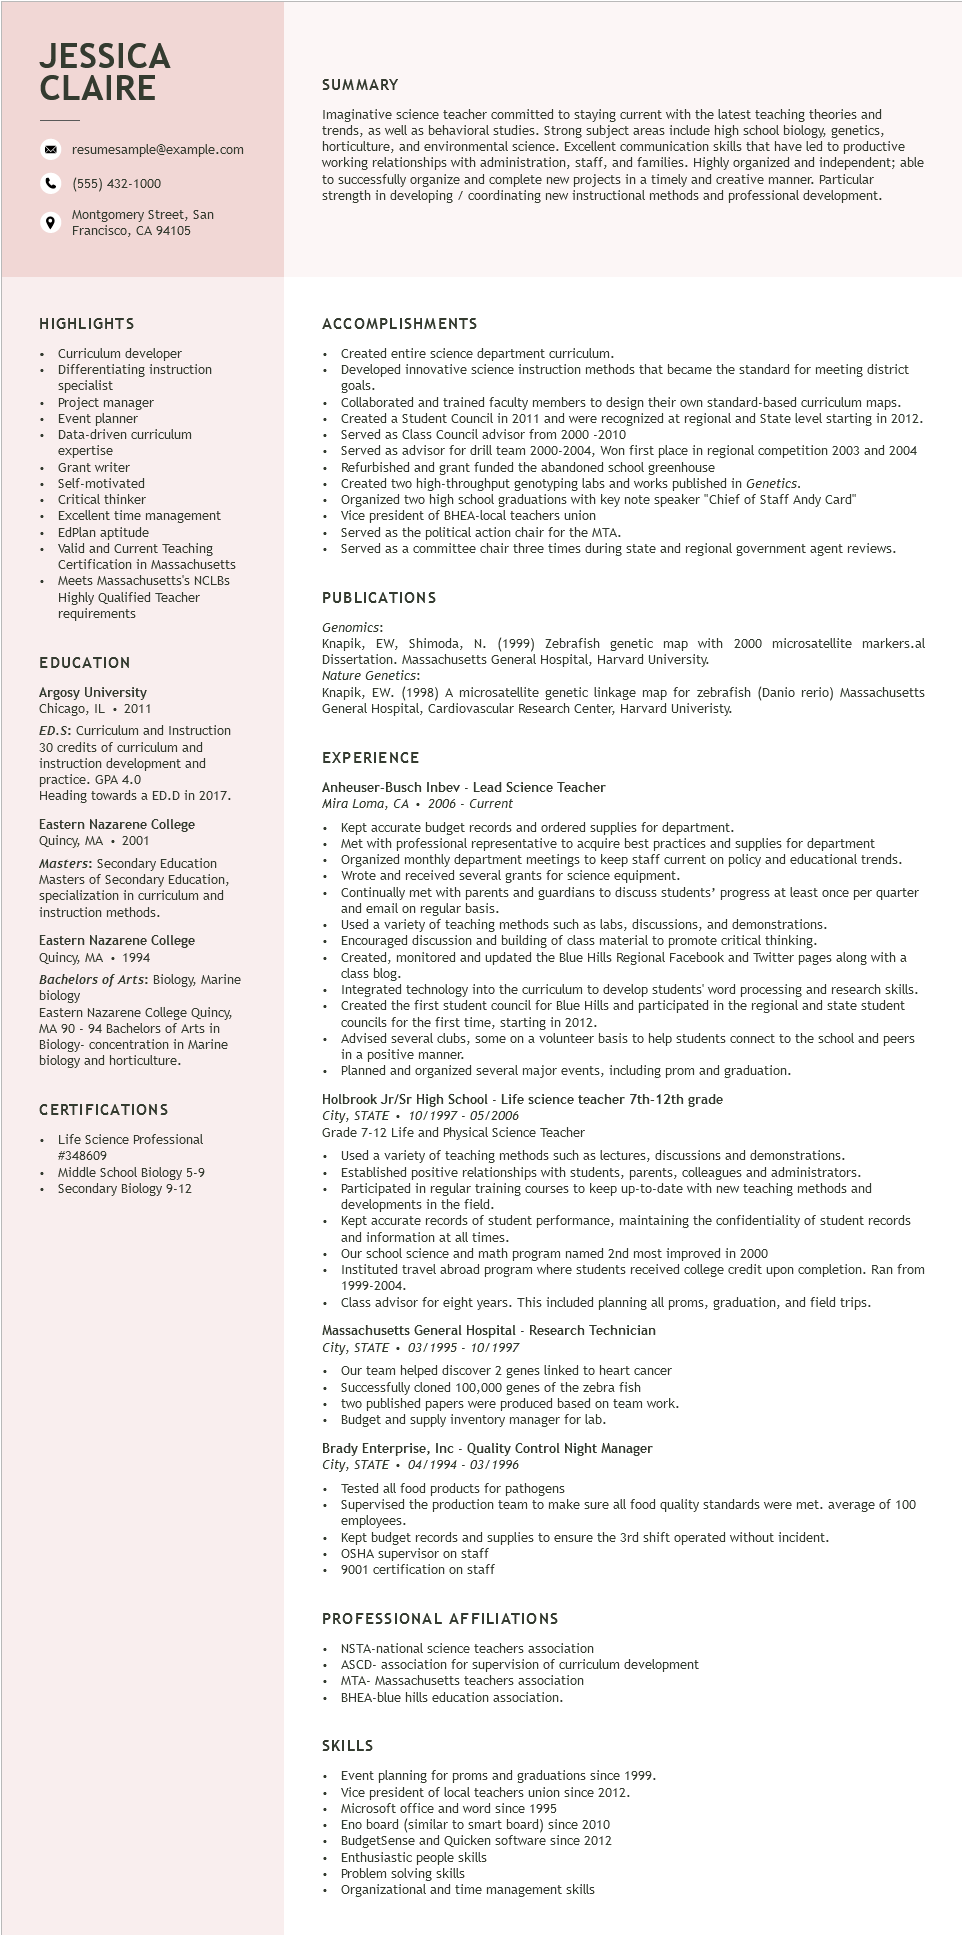 JESSICA
CLAIRE
resumesample@example.com
(555) 432-1000
Montgomery Street, San
Francisco, CA 94105
SUMMARY
Imaginative science teacher committed to staying current with the latest teaching theories and
trends, as well as behavioral studies. Strong subject areas include high school biology, genetics,
horticulture, and environmental science. Excellent communication skills that have led to productive
working relationships with administration, staff, and families. Highly organized and independent; able
to successfully organize and complete new projects in a timely and creative manner. Particular
strength in developing / coordinating new instructional methods and professional development.
HIGHLIGHTS
• Curriculum developer
• Differentiating instruction
specialist
• Project manager
• Event planner
• Data-driven curriculum
expertise
• Grant writer
• Self-motivated
• Critical thinker
• Excellent time management
• EdPlan aptitude
• Valid and Current Teaching
Certification in Massachusetts
• Meets Massachusetts's NCLBs
Highly Qualified Teacher
requirements
EDUCATION
Argosy University
Chicago, IL • 2011
ED.S: Curriculum and Instruction
30 credits of curriculum and
instruction development and
practice. GPA 4.0
Heading towards a ED.D in 2017.
Eastern Nazarene College
Quincy, MA • 2001
Masters: Secondary Education
Masters of Secondary Education,
specialization in curriculum and
instruction methods.
Eastern Nazarene College
Quincy, MA • 1994
Bachelors of Arts: Biology, Marine
biology
Eastern Nazarene College Quincy,
MA 90 - 94 Bachelors of Arts in
Biology- concentration in Marine
biology and horticulture.
CERTIFICATIONS
• Life Science Professional
#348609
• Middle School Biology 5-9
• Secondary Biology 9-12
ACCOMPLISHMENTS
• Created entire science department curriculum.
• Developed innovative science instruction methods that became the standard for meeting district
goals.
• Collaborated and trained faculty members to design their own standard-based curriculum maps.
• Created a Student Council in 2011 and were recognized at regional and State level starting in 2012.
• Served as Class Council advisor from 2000 -2010
• Served as advisor for drill team 2000-2004, Won first place in regional competition 2003 and 2004
• Refurbished and grant funded the abandoned school greenhouse
• Created two high-throughput genotyping labs and works published in Genetics.
• Organized two high school graduations with key note speaker "Chief of Staff Andy Card"
• Vice president of BHEA-local teachers union
• Served as the political action chair for the MTA.
• Served as a committee chair three times during state and regional government agent reviews.
PUBLICATIONS
Genomics:
Knapik, EW, Shimoda, N. (1999) Zebrafish genetic map with 2000 microsatellite markers.al
Dissertation. Massachusetts General Hospital, Harvard University.
Nature Genetics:
Knapik, EW. (1998) A microsatellite genetic linkage map for zebrafish (Danio rerio) Massachusetts
General Hospital, Cardiovascular Research Center, Harvard Univeristy.
EXPERIENCE
Anheuser-Busch Inbev - Lead Science Teacher
Mira Loma, CA • 2006 - Current
• Kept accurate budget records and ordered supplies for department.
• Met with professional representative to acquire best practices and supplies for department
• Organized monthly department meetings to keep staff current on policy and educational trends.
• Wrote and received several grants for science equipment.
• Continually met with parents and guardians to discuss students’ progress at least once per quarter
and email on regular basis.
• Used a variety of teaching methods such as labs, discussions, and demonstrations.
• Encouraged discussion and building of class material to promote critical thinking.
• Created, monitored and updated the Blue Hills Regional Facebook and Twitter pages along with a
class blog.
• Integrated technology into the curriculum to develop students' word processing and research skills.
• Created the first student council for Blue Hills and participated in the regional and state student
councils for the first time, starting in 2012.
• Advised several clubs, some on a volunteer basis to help students connect to the school and peers
in a positive manner.
• Planned and organized several major events, including prom and graduation.
Holbrook Jr/Sr High School - Life science teacher 7th-12th grade
City, STATE • 10/1997 - 05/2006
Grade 7-12 Life and Physical Science Teacher
• Used a variety of teaching methods such as lectures, discussions and demonstrations.
• Established positive relationships with students, parents, colleagues and administrators.
• Participated in regular training courses to keep up-to-date with new teaching methods and
developments in the field.
• Kept accurate records of student performance, maintaining the confidentiality of student records
and information at all times.
• Our school science and math program named 2nd most improved in 2000
• Instituted travel abroad program where students received college credit upon completion. Ran from
1999-2004.
• Class advisor for eight years. This included planning all proms, graduation, and field trips.
Massachusetts General Hospital - Research Technician
City, STATE • 03/1995 - 10/1997
• Our team helped discover 2 genes linked to heart cancer
• Successfully cloned 100,000 genes of the zebra fish
• two published papers were produced based on team work.
• Budget and supply inventory manager for lab.
Brady Enterprise, Inc - Quality Control Night Manager
City, STATE • 04/1994 - 03/1996
• Tested all food products for pathogens
• Supervised the production team to make sure all food quality standards were met. average of 100
employees.
• Kept budget records and supplies to ensure the 3rd shift operated without incident.
• OSHA supervisor on staff
• 9001 certification on staff
PROFESSIONAL AFFILIATIONS
• NSTA-national science teachers association
• ASCD- association for supervision of curriculum development
• MTA- Massachusetts teachers association
• BHEA-blue hills education association.
SKILLS
• Event planning for proms and graduations since 1999.
• Vice president of local teachers union since 2012.
• Microsoft office and word since 1995
• Eno board (similar to smart board) since 2010
• BudgetSense and Quicken software since 2012
• Enthusiastic people skills
• Problem solving skills
• Organizational and time management skills